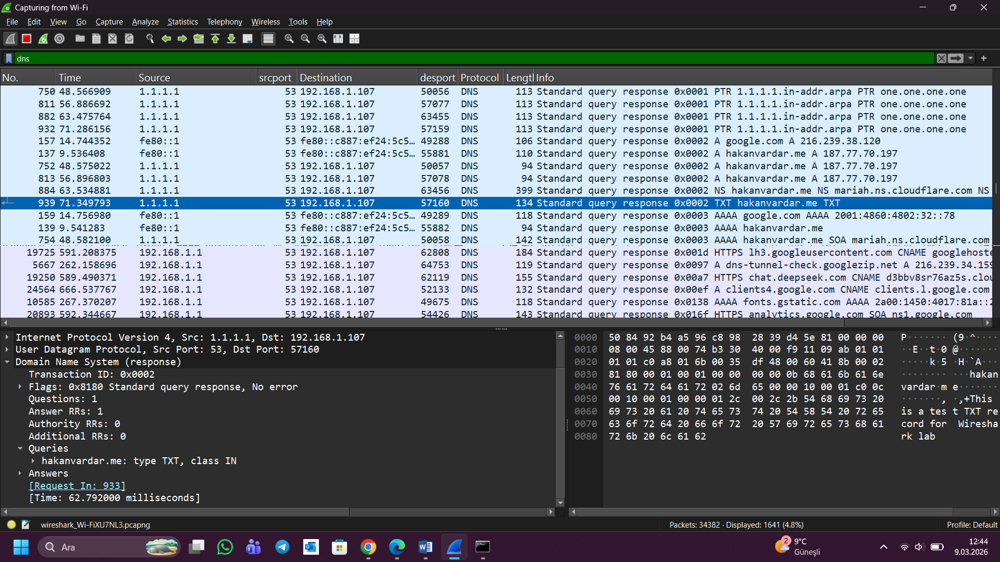 Capturing from Wi-Fi
File Edit View Go Capture Analyze Statistics Telephony Wireless Tools Help
dns
No. Time Source srcport Destination desport Protocol Lengtl Info
750 48.566909 1.1.1.1 53 192.168.1.107 50056 DNS 113 Standard query response 0x0001 PTR 1.1.1.1.in-addr.arpa PTR one.one.one.one
811 56.886692 1.1.1.1 53 192.168.1.107 57077 DNS 113 Standard query response 0x0001 PTR 1.1.1.1.in-addr.arpa PTR one.one.one.one
882 63.475764 1.1.1.1 53 192.168.1.107 63455 DNS 113 Standard query response 0x0001 PTR 1.1.1.1.in-addr.arpa PTR one.one.one.one
932 71.286156 1.1.1.1 53 192.168.1.107 57159 DNS 113 Standard query response 0x0001 PTR 1.1.1.1.in-addr.arpa PTR one.one.one.one
157 14.744352 fe80::1 53 fe80::c887:ef24:5c5… 49288 DNS 106 Standard query response 0x0002 A google.com A 216.239.38.120
137 9.536408 fe80::1 53 fe80::c887:ef24:5c5… 55881 DNS 110 Standard query response 0x0002 A hakanvardar.me A 187.77.70.197
752 48.575022 1.1.1.1 53 192.168.1.107 50057 DNS 94 Standard query response 0x0002 A hakanvardar.me A 187.77.70.197
813 56.896803 1.1.1.1 53 192.168.1.107 57078 DNS 94 Standard query response 0x0002 A hakanvardar.me A 187.77.70.197
884 63.534881 1.1.1.1 53 192.168.1.107 63456 DNS 399 Standard query response 0x0002 NS hakanvardar.me NS mariah.ns.cloudflare.com NS
939 71.349793 1.1.1.1 53 192.168.1.107 57160 DNS 134 Standard query response 0x0002 TXT hakanvardar.me TXT
159 14.756980 fe80::1 53 fe80::c887:ef24:5c5… 49289 DNS 118 Standard query response 0x0003 AAAA google.com AAAA 2001:4860:4802:32::78
139 9.541283 fe80::1 53 fe80::c887:ef24:5c5… 55882 DNS 94 Standard query response 0x0003 AAAA hakanvardar.me
754 48.582100 1.1.1.1 53 192.168.1.107 50058 DNS 142 Standard query response 0x0003 AAAA hakanvardar.me SOA mariah.ns.cloudflare.com
19725 591.208375 192.168.1.1 53 192.168.1.107 62808 DNS 184 Standard query response 0x001d HTTPS lh3.googleusercontent.com CNAME googlehoste
5667 262.158696 192.168.1.1 53 192.168.1.107 64753 DNS 119 Standard query response 0x0097 A dns-tunnel-check.googlezip.net A 216.239.34.159
19250 589.490371 192.168.1.1 53 192.168.1.107 62119 DNS 155 Standard query response 0x00a7 HTTPS chat.deepseek.com CNAME d3bbv8sr76az5s.clou
24564 666.537767 192.168.1.1 53 192.168.1.107 52133 DNS 132 Standard query response 0x00ef A clients4.google.com CNAME clients.l.google.com
10585 267.370207 192.168.1.1 53 192.168.1.107 49675 DNS 118 Standard query response 0x0138 AAAA fonts.gstatic.com AAAA 2a00:1450:4017:81a::2
20893 592.344667 192.168.1.1 53 192.168.1.107 54426 DNS 143 Standard query response 0x016f HTTPS analytics.google.com SOA ns1.google.com
Internet Protocol Version 4, Src: 1.1.1.1, Dst: 192.168.1.107
User Datagram Protocol, Src Port: 53, Dst Port: 57160
Domain Name System (response)
Transaction ID: 0x0002
Flags: 0x8180 Standard query response, No error
Questions: 1
Answer RRs: 1
Authority RRs: 0
Additional RRs: 0
Queries
hakanvardar.me: type TXT, class IN
Answers
[Request In: 933]
[Time: 62.792000 milliseconds]
0000 50 84 92 b4 a5 96 c8 98 28 39 d4 5e 81 00 00 00 P······· (9·^····
0010 08 00 45 88 00 74 b3 30 40 00 f9 11 09 ab 01 01 ··E··t·0 @·······
0020 01 01 c0 a8 01 6b 00 35 df 48 00 60 41 8b 00 02 ·····k·5 ·H·`A···
0030 81 80 00 01 00 01 00 00 00 00 0b 68 61 6b 61 6e ········ ···hakan
0040 76 61 72 64 61 72 02 6d 65 00 00 10 00 01 c0 0c vardar·m e·······
0050 00 10 00 01 00 00 01 2c 00 2c 2b 54 68 69 73 20 ·······, ·,+This
0060 69 73 20 61 20 74 65 73 74 20 54 58 54 20 72 65 is a tes t TXT re
0070 63 6f 72 64 20 66 6f 72 20 57 69 72 65 73 68 61 cord for Wiresha
0080 72 6b 20 6c 61 62 rk lab
wireshark_Wi-FiXU7NL3.pcapng Packets: 34382 · Displayed: 1641 (4.8%) Profile: Default
Ara 2 9°C 12:44
Güneşli 9.03.2026